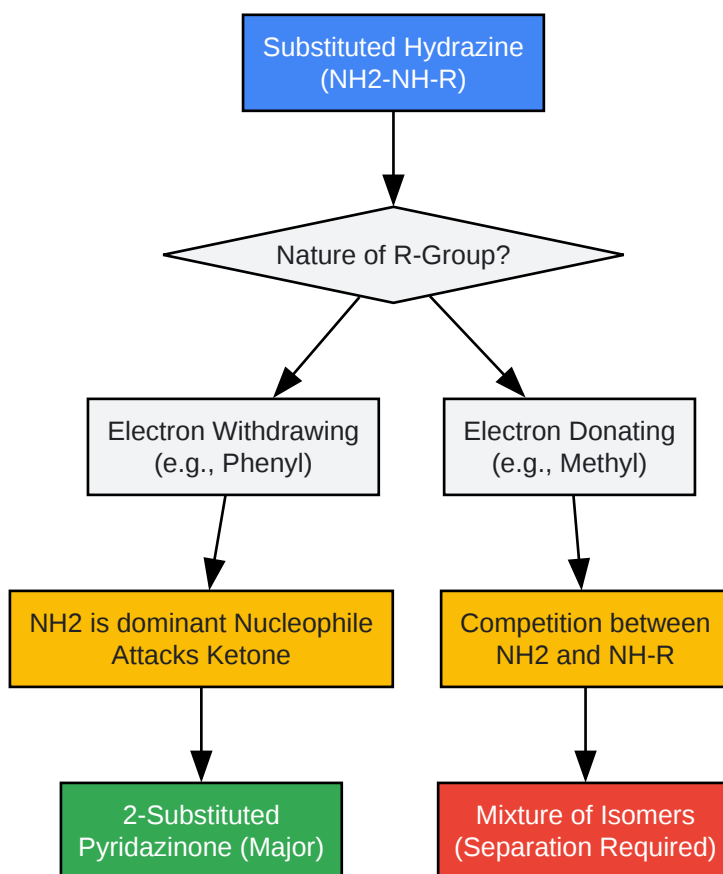 Substituted Hydrazine
(NH2-NH-R)
Nature of R-Group?
Electron Withdrawing
(e.g., Phenyl)
Electron Donating
(e.g., Methyl)
NH2 is dominant Nucleophile
Attacks Ketone
Competition between
NH2 and NH-R
2-Substituted
Pyridazinone (Major)
Mixture of Isomers
(Separation Required)